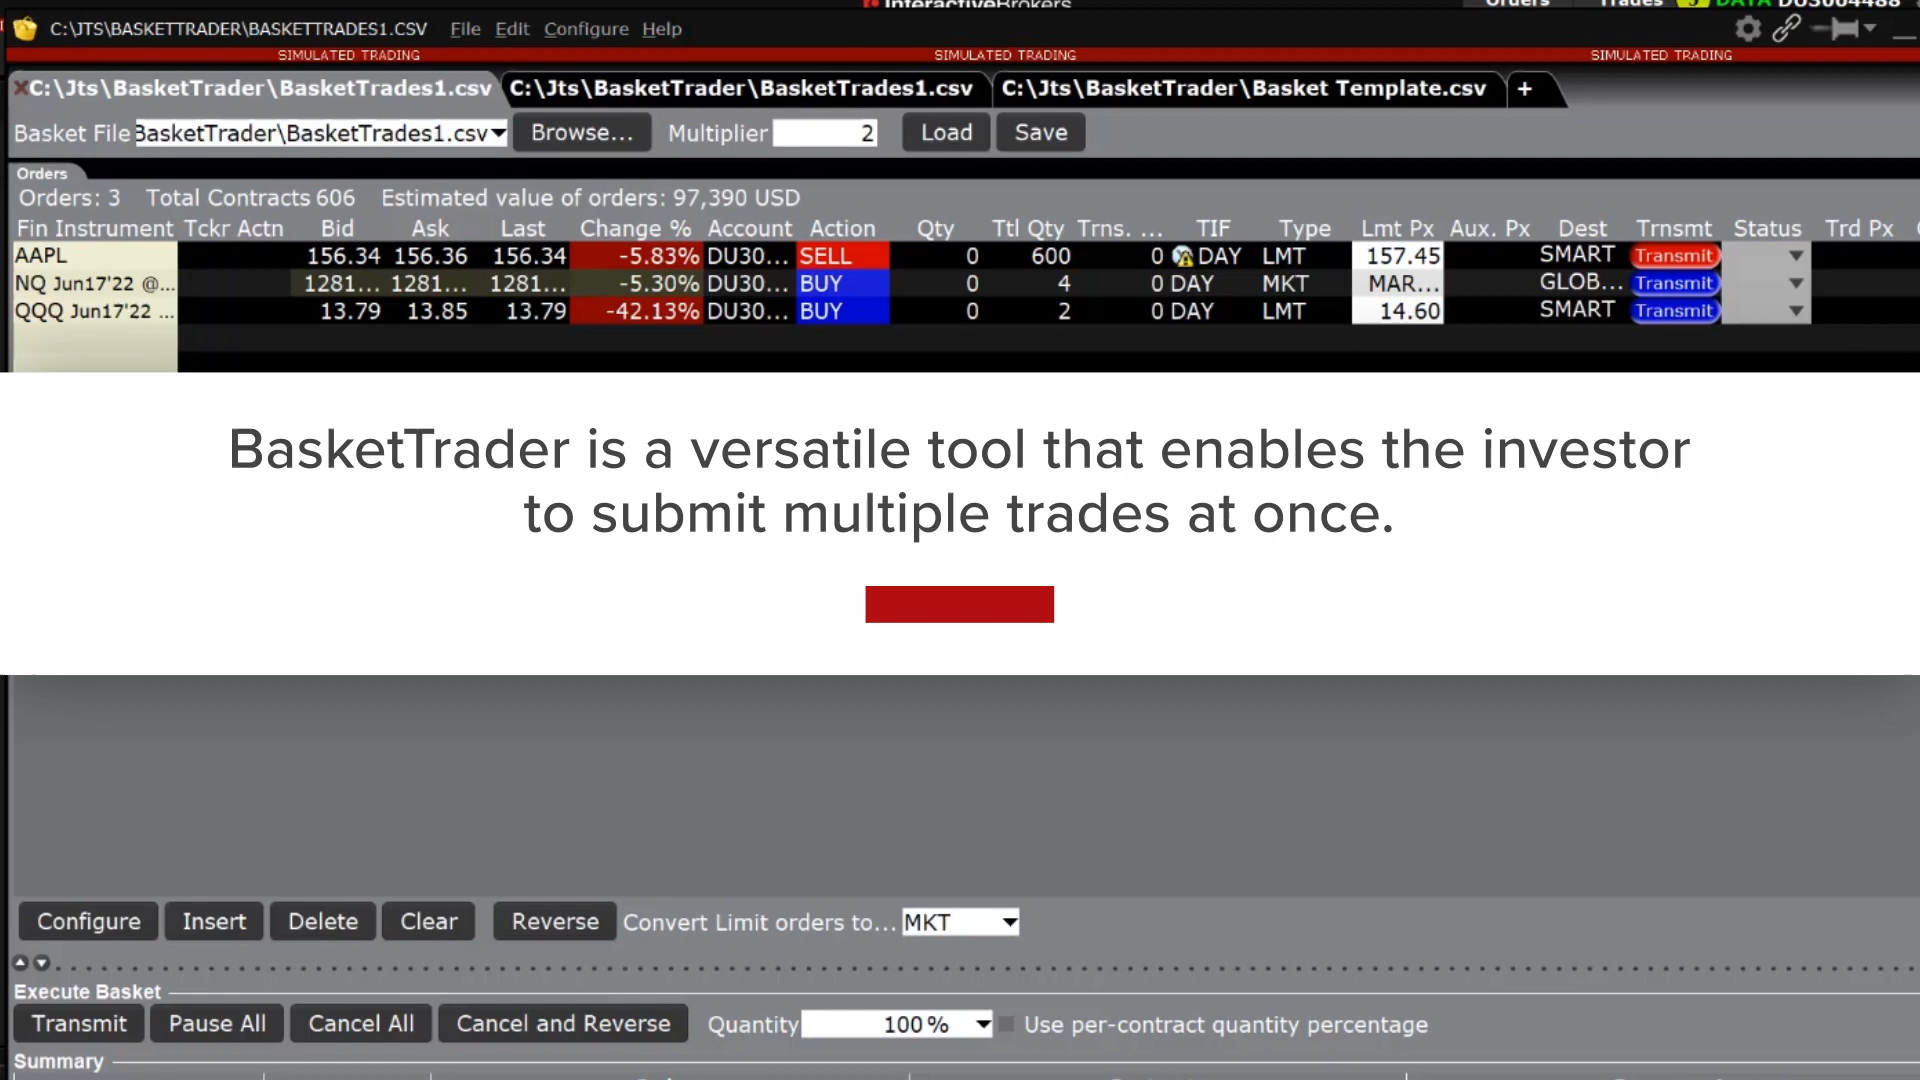 InteractiveBrokers Orders Trades 3 DATA DU3004488
C:\JTS\BASKETTRADER\BASKETTRADES1.CSV File Edit Configure Help
SIMULATED TRADING SIMULATED TRADING SIMULATED TRADING
C:\Jts\BasketTrader\BasketTrades1.csv C:\Jts\BasketTrader\BasketTrades1.csv C:\Jts\BasketTrader\Basket Template.csv +
Basket File BasketTrader\BasketTrades1.csv Browse... Multiplier 2 Load Save
Orders
Orders: 3 Total Contracts 606 Estimated value of orders: 97,390 USD
Fin Instrument Tckr Actn Bid Ask Last Change % Account Action Qty Ttl Qty Trns. ... TIF Type Lmt Px Aux. Px Dest Trnsmt Status Trd Px
AAPL 156.34 156.36 156.34 -5.83% DU30... SELL 0 600 0 DAY LMT 157.45 SMART Transmit
NQ Jun17'22 @... 1281... 1281... 1281... -5.30% DU30... BUY 0 4 0 DAY MKT MAR... GLOB... Transmit
QQQ Jun17'22 ... 13.79 13.85 13.79 -42.13% DU30... BUY 0 2 0 DAY LMT 14.60 SMART Transmit
BasketTrader is a versatile tool that enables the investor
to submit multiple trades at once.
Configure Insert Delete Clear Reverse Convert Limit orders to... MKT
Execute Basket
Transmit Pause All Cancel All Cancel and Reverse Quantity 100% Use per-contract quantity percentage
Summary